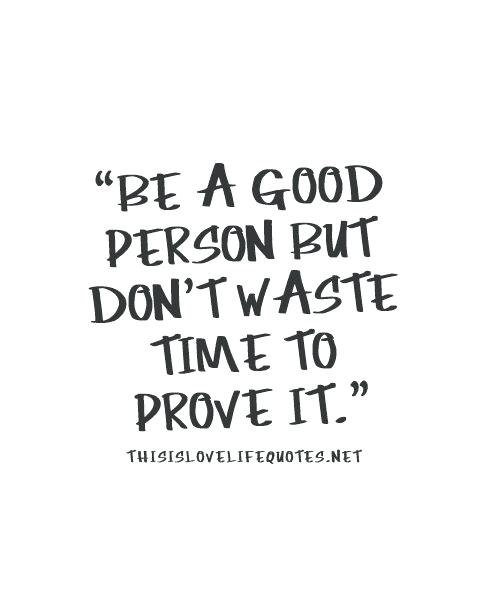 “BE A GOOD
PERSON BUT
DON’T WASTE
TIME TO
PROVE IT.”
THISISLOVELIFEQUOTES.NET